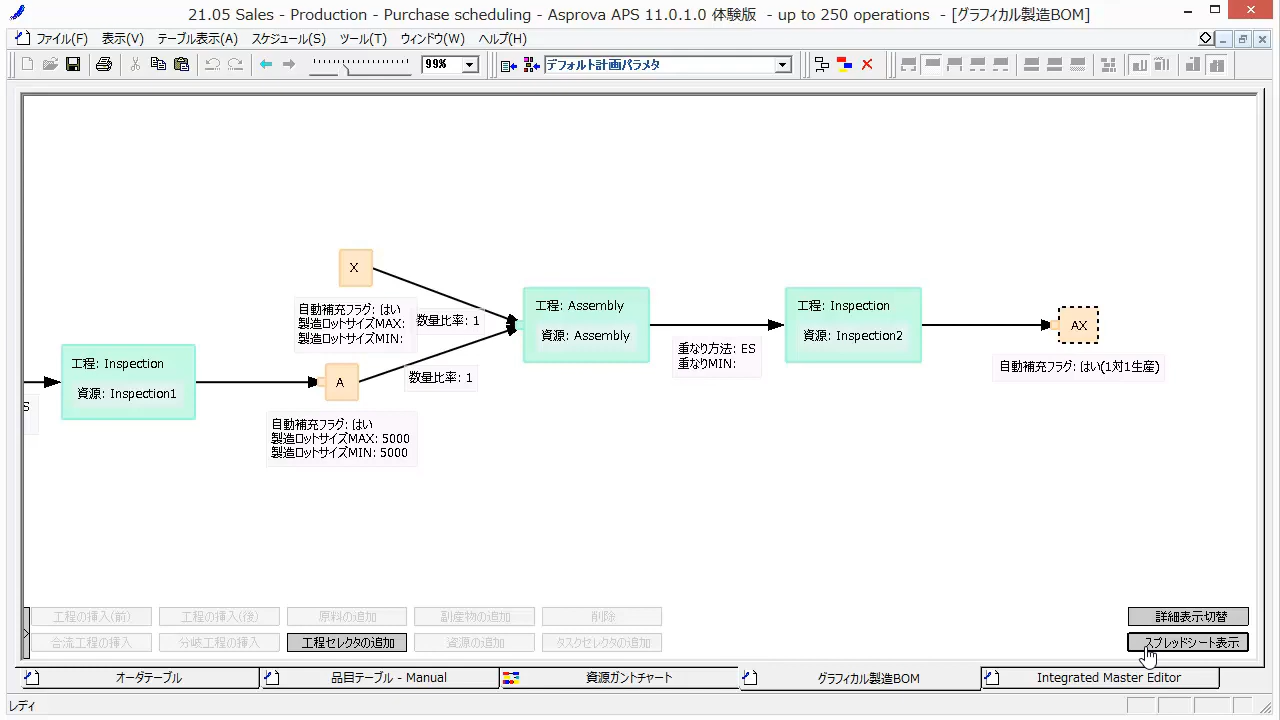 21.05 Sales - Production - Purchase scheduling - Asprova APS 11.0.1.0 体験版 - up to 250 operations - [グラフィカル製造BOM]
ファイル(F) 表示(V) テーブル表示(A) スケジュール(S) ツール(T) ウィンドウ(W) ヘルプ(H)
99% デフォルト計画パラメタ
X
自動補充フラグ: はい
製造ロットサイズMAX:
製造ロットサイズMIN:
数量比率: 1
工程: Assembly
資源: Assembly
工程: Inspection
資源: Inspection2
AX
自動補充フラグ: はい(1対1生産)
重なり方法: ES
重なりMIN:
工程: Inspection
資源: Inspection1
S
A
数量比率: 1
自動補充フラグ: はい
製造ロットサイズMAX: 5000
製造ロットサイズMIN: 5000
工程の挿入(前) 工程の挿入(後) 原料の追加 副産物の追加 削除 詳細表示切替
合流工程の挿入 分岐工程の挿入 工程セレクタの追加 資源の追加 タスクセレクタの追加 スプレッドシート表示
オーダテーブル 品目テーブル - Manual 資源ガントチャート グラフィカル製造BOM Integrated Master Editor
レディ